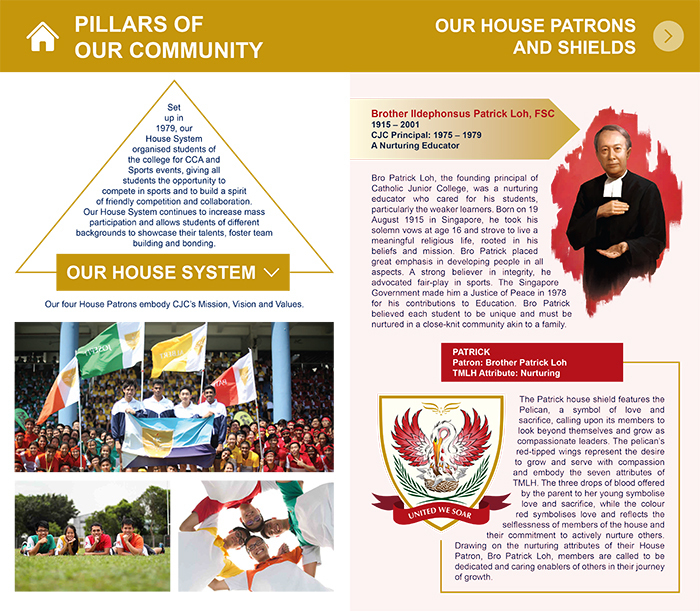 PILLARS OF
OUR COMMUNITY
OUR HOUSE PATRONS
AND SHIELDS
Set
up in
1979, our
House System
organised students of
the college for CCA and
Sports events, giving all
students the opportunity to
compete in sports and to build a spirit
of friendly competition and collaboration.
Our House System continues to increase mass
participation and allows students of different
backgrounds to showcase their talents, foster team
building and bonding.
OUR HOUSE SYSTEM
Our four House Patrons embody CJC's Mission, Vision and Values.
Brother Ildephonsus Patrick Loh, FSC
1915 – 2001
CJC Principal: 1975 – 1979
A Nurturing Educator
Bro Patrick Loh, the founding principal of
Catholic Junior College, was a nurturing
educator who cared for his students,
particularly the weaker learners. Born on 19
August 1915 in Singapore, he took his
solemn vows at age 16 and strove to live a
meaningful religious life, rooted in his
beliefs and mission. Bro Patrick placed
great emphasis in developing people in all
aspects. A strong believer in integrity, he
advocated fair-play in sports. The Singapore
Government made him a Justice of Peace in 1978
for his contributions to Education. Bro Patrick
believed each student to be unique and must be
nurtured in a close-knit community akin to a family.
PATRICK
Patron: Brother Patrick Loh
TMLH Attribute: Nurturing
UNITED WE SOAR
The Patrick house shield features the
Pelican, a symbol of love and
sacrifice, calling upon its members to
look beyond themselves and grow as
compassionate leaders. The pelican's
red-tipped wings represent the desire
to grow and serve with compassion
and embody the seven attributes of
TMLH. The three drops of blood offered
by the parent to her young symbolise
love and sacrifice, while the colour
red symbolises love and reflects the
selflessness of members of the house and
their commitment to actively nurture others.
Drawing on the nurturing attributes of their House
Patron, Bro Patrick Loh, members are called to be
dedicated and caring enablers of others in their journey
of growth.